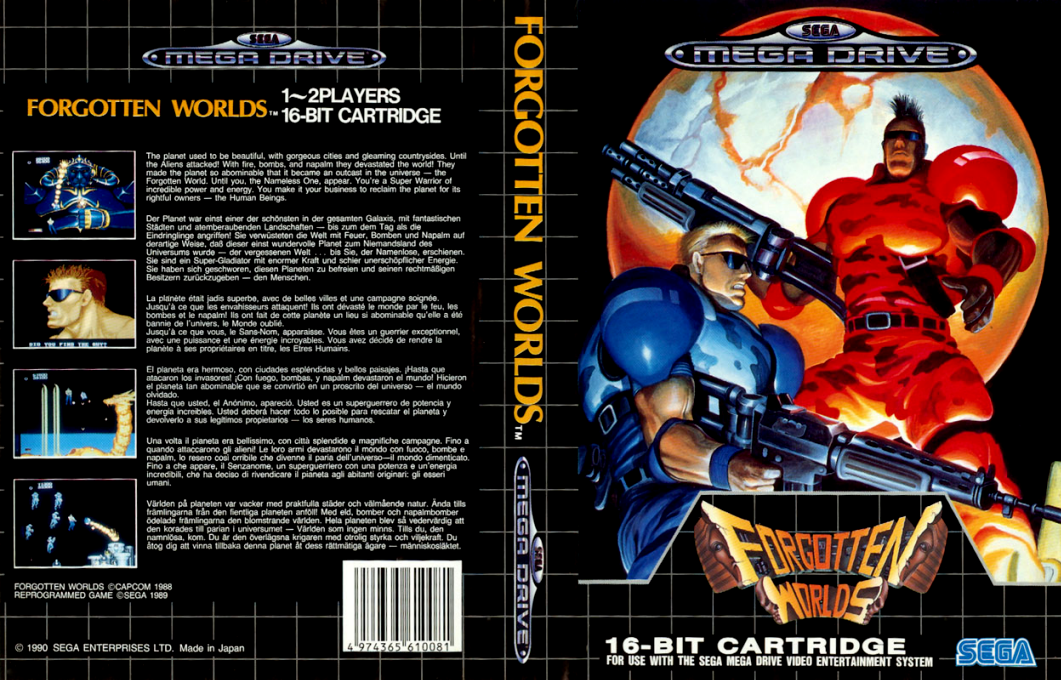 SEGA
MEGA DRIVE
FORGOTTEN WORLDS™
1~2PLAYERS
16-BIT CARTRIDGE
The planet used to be beautiful, with gorgeous cities and gleaming countrysides. Until
the Aliens attacked! With fire, bombs, and napalm they devastated the world! They
made the planet so abominable that it became an outcast in the universe — the
Forgotten World. Until you, the Nameless One, appear. You're a Super Warrior of
incredible power and energy. You make it your business to reclaim the planet for its
rightful owners — the Human Beings.
Der Planet war einst einer der schönsten in der gesamten Galaxis, mit fantastischen
Städten und atemberaubenden Landschaften — bis zum dem Tag als die
Eindringlinge angriffen! Sie verwüsteten die Welt mit Feuer, Bomben und Napalm auf
derartige Weise, daß dieser einst wundervolle Planet zum Niemandsland des
Universums wurde — der vergessenen Welt . . . bis Sie, der Namenlose, erschienen.
Sie sind ein Super-Gladiator mit enormer Kraft und schier unerschöpflicher Energie.
Sie haben sich geschworen, diesen Planeten zu befreien und seinen rechtmäßigen
Besitzern zurückzugeben — den Menschen.
La planète était jadis superbe, avec de belles villes et une campagne soignée.
Jusqu'à ce que les envahisseurs attaquent! Ils ont dévasté le monde par le feu, les
bombes et le napalm! Ils ont fait de cette planète un lieu si abominable qu'elle a été
bannie de l'univers, le Monde oublié.
Jusqu'à ce que vous, le Sans-Nom, apparaisse. Vous êtes un guerrier exceptionnel,
avec une puissance et une énergie incroyables. Vous avez décidé de rendre la
planète à ses propriétaires en titre, les Etres Humains.
El planeta era hermoso, con ciudades espléndidas y bellos paisajes. ¡Hasta que
atacaron los invasores! ¡Con fuego, bombas, y napalm devastaron el mundo! Hicieron
el planeta tan abominable que se convirtió en un proscrito del universo — el mundo
olvidado.
Hasta que usted, el Anónimo, apareció. Usted es un superguerrero de potencia y
energía increibles. Usted deberá hacer todo lo posible para rescatar el planeta y
devolverlo a sus legítimos propietarios — los seres humanos.
Una volta il pianeta era bellissimo, con città splendide e magnifiche campagne. Fino a
quando attaccarono gli alieni! Le loro armi devastarono il mondo con fuoco, bombe e
napalm, lo resero così orribile che divenne il paria dell'universo—il mondo dimenticato.
Fino a che appare, il Senzanome, un superguerriero con una potenza e un'energia
incredibili, che ha deciso di rivendicare il pianeta agli abitanti originari: gli esseri
umani.
Världen på planeten var vacker med praktfulla städer och välmående natur. Ända tills
främlingarna från den fientliga planeten anföll! Med eld, bomber och napalmbomber
ödelade främlingarna den blomstrande världen. Hela planeten blev så vedervärdig att
den korades till parian i universumet — Världen som ingen minns. Tills du, den
namnlösa, kom. Du är den överlägsna krigaren med otrolig styrka och viljekraft. Du
åtog dig att vinna tillbaka denna planet åt dess rättmätiga ägare — människosläktet.
DID YOU FIND THE BOY?
FORGOTTEN WORLDS ©CAPCOM 1988
REPROGRAMMED GAME ©SEGA 1989
4 974365 610081
© 1990 SEGA ENTERPRISES LTD. Made in Japan
FORGOTTEN WORLDS™
SEGA
MEGA DRIVE
SEGA
MEGA DRIVE
FORGOTTEN
WORLDS
16-BIT CARTRIDGE
FOR USE WITH THE SEGA MEGA DRIVE VIDEO ENTERTAINMENT SYSTEM
SEGA